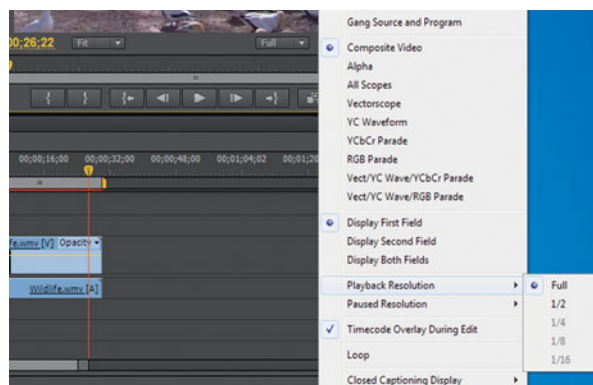 00;26;22
Fit
Full
00;00;16;00 00;00;32;00 00;00;48;00 00;01;04;02 00;01;20
fe.wmv [V] Opacity
Wildlife.wmv [A]
Gang Source and Program
Composite Video
Alpha
All Scopes
Vectorscope
YC Waveform
YCbCr Parade
RGB Parade
Vect/YC Wave/YCbCr Parade
Vect/YC Wave/RGB Parade
Display First Field
Display Second Field
Display Both Fields
Playback Resolution
Paused Resolution
Timecode Overlay During Edit
Loop
Closed Captioning Display
Full
1/2
1/4
1/8
1/16